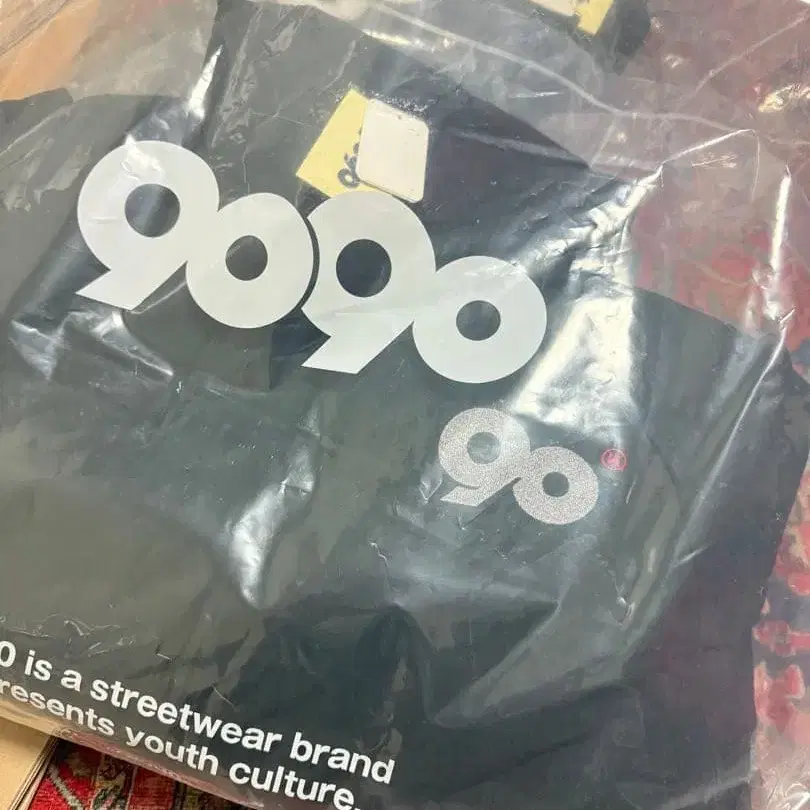 9090
90
0 is a streetwear brand
resents youth culture.